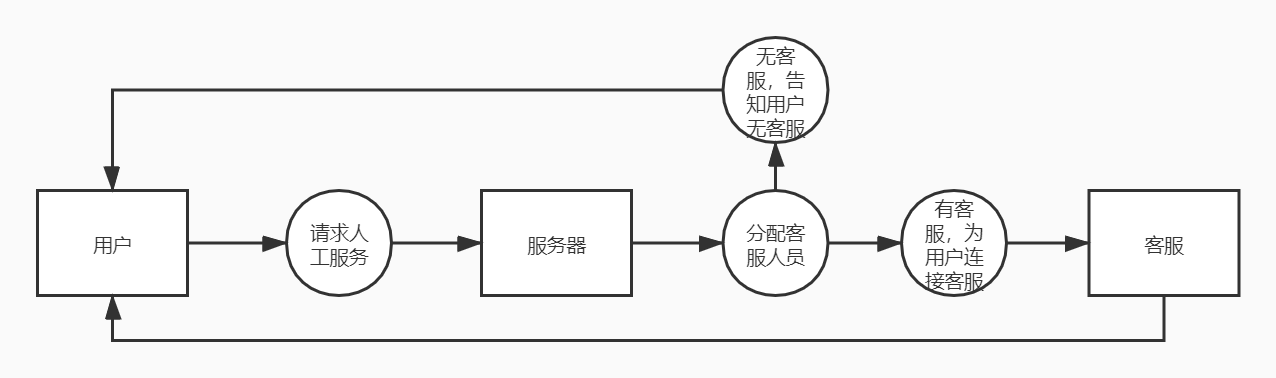 无客
服，告
知用户
无客服
用户
请求人
工服务
服务器
分配客
服人员
有客
服，为
用户连
接客服
客服